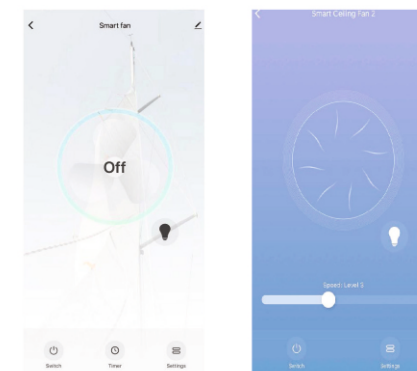 Smart fan
Off
Switch
Timer
Settings
Smart Ceiling Fan 2
Speed: Level 3
Switch
Settings